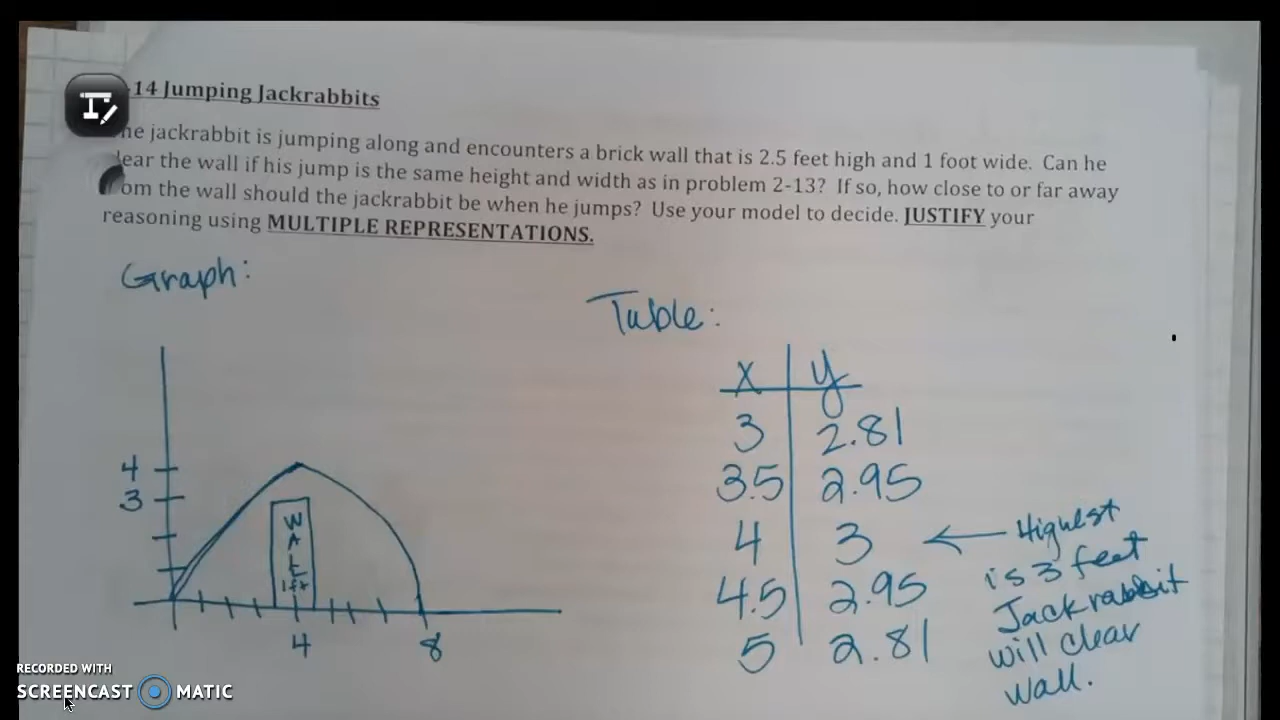 -14 Jumping Jackrabbits
he jackrabbit is jumping along and encounters a brick wall that is 2.5 feet high and 1 foot wide. Can he
lear the wall if his jump is the same height and width as in problem 2-13? If so, how close to or far away
om the wall should the jackrabbit be when he jumps? Use your model to decide. JUSTIFY your
reasoning using MULTIPLE REPRESENTATIONS.
Graph:
4
3
WALL
1ft
4
8
Table:
x y
3 2.81
3.5 2.95
4 3
4.5 2.95
5 2.81
← Highest
is 3 feet
Jackrabbit
will clear
wall.
RECORDED WITH
SCREENCAST MATIC